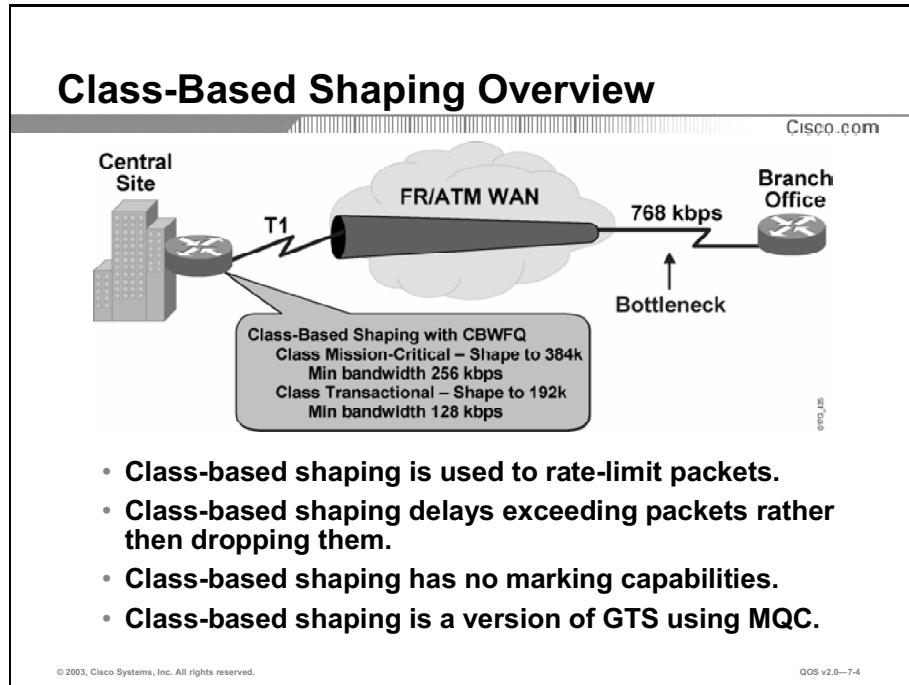 Class-Based Shaping Overview
Cisco.com
Central
Site
T1
FR/ATM WAN
768 kbps
Branch
Office
Bottleneck
Class-Based Shaping with CBWFQ
Class Mission-Critical – Shape to 384k
Min bandwidth 256 kbps
Class Transactional – Shape to 192k
Min bandwidth 128 kbps
• Class-based shaping is used to rate-limit packets.
• Class-based shaping delays exceeding packets rather
then dropping them.
• Class-based shaping has no marking capabilities.
• Class-based shaping is a version of GTS using MQC.
© 2003, Cisco Systems, Inc. All rights reserved.
QOS v2.0—7-4